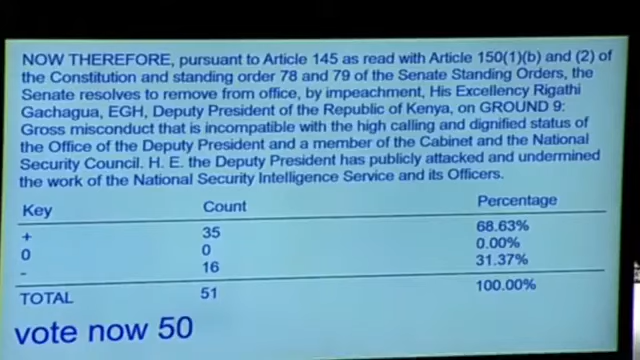 NOW THEREFORE, pursuant to Article 145 as read with Article 150(1)(b) and (2) of
the Constitution and standing order 78 and 79 of the Senate Standing Orders, the
Senate resolves to remove from office, by impeachment, His Excellency Rigathi
Gachagua, EGH, Deputy President of the Republic of Kenya, on GROUND 9:
Gross misconduct that is incompatible with the high calling and dignified status of
the Office of the Deputy President and a member of the Cabinet and the National
Security Council. H. E. the Deputy President has publicly attacked and undermined
the work of the National Security Intelligence Service and its Officers.
Key Count Percentage
+ 35 68.63%
0 0 0.00%
- 16 31.37%
TOTAL 51 100.00%
vote now 50